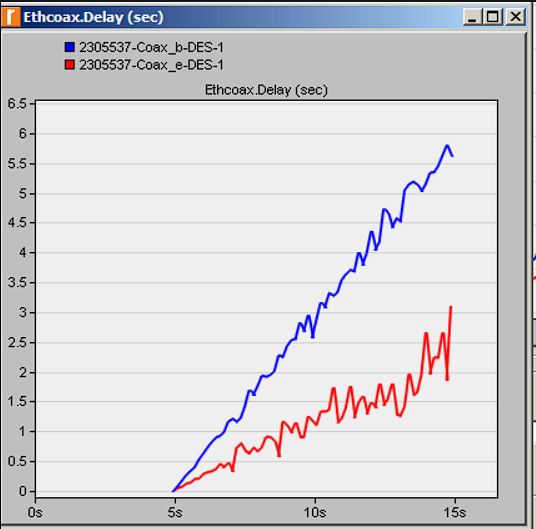 Ethcoax.Delay (sec)
2305537-Coax_b-DES-1
2305537-Coax_e-DES-1
Ethcoax.Delay (sec)
6.5
6
5.5
5
4.5
4
3.5
3
2.5
2
1.5
1
0.5
0
0s 5s 10s 15s